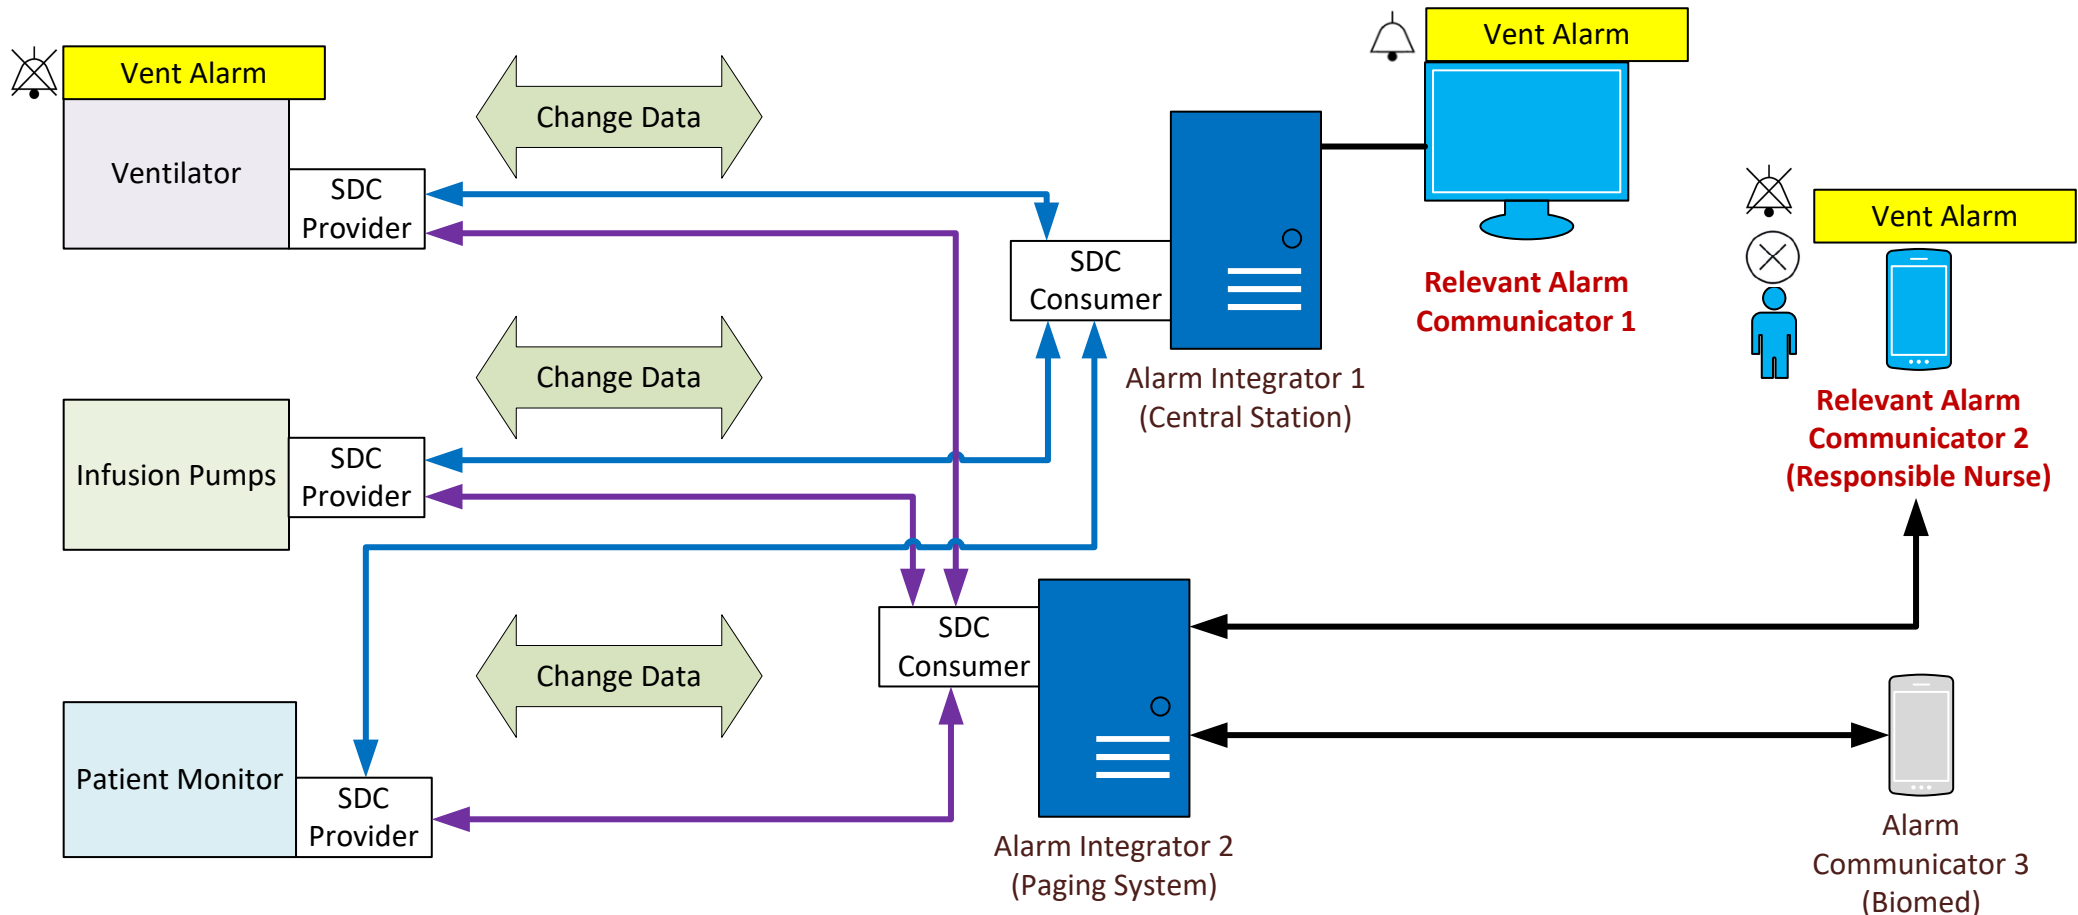 Vent Alarm
Ventilator
SDC
Provider
Change Data
Vent Alarm
SDC
Consumer
Relevant Alarm
Communicator 1
Alarm Integrator 1
(Central Station)
Vent Alarm
Relevant Alarm
Communicator 2
(Responsible Nurse)
Change Data
Infusion Pumps
SDC
Provider
Change Data
SDC
Consumer
Patient Monitor
SDC
Provider
Alarm Integrator 2
(Paging System)
Alarm
Communicator 3
(Biomed)